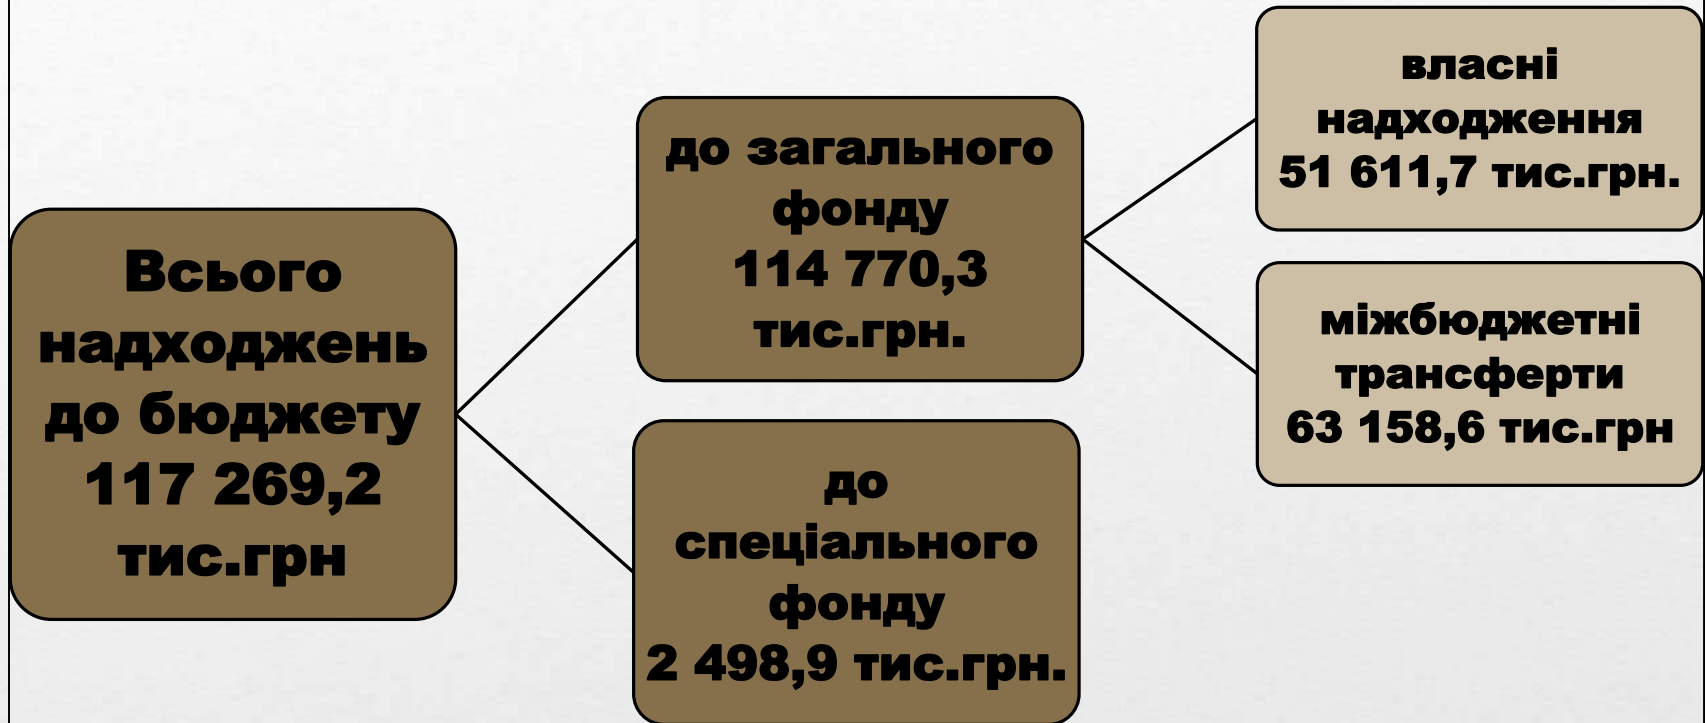 Всього
надходжень
до бюджету
117 269,2
тис.грн
до загального
фонду
114 770,3
тис.грн.
до
спеціального
фонду
2 498,9 тис.грн.
власні
надходження
51 611,7 тис.грн.
міжбюджетні
трансферти
63 158,6 тис.грн